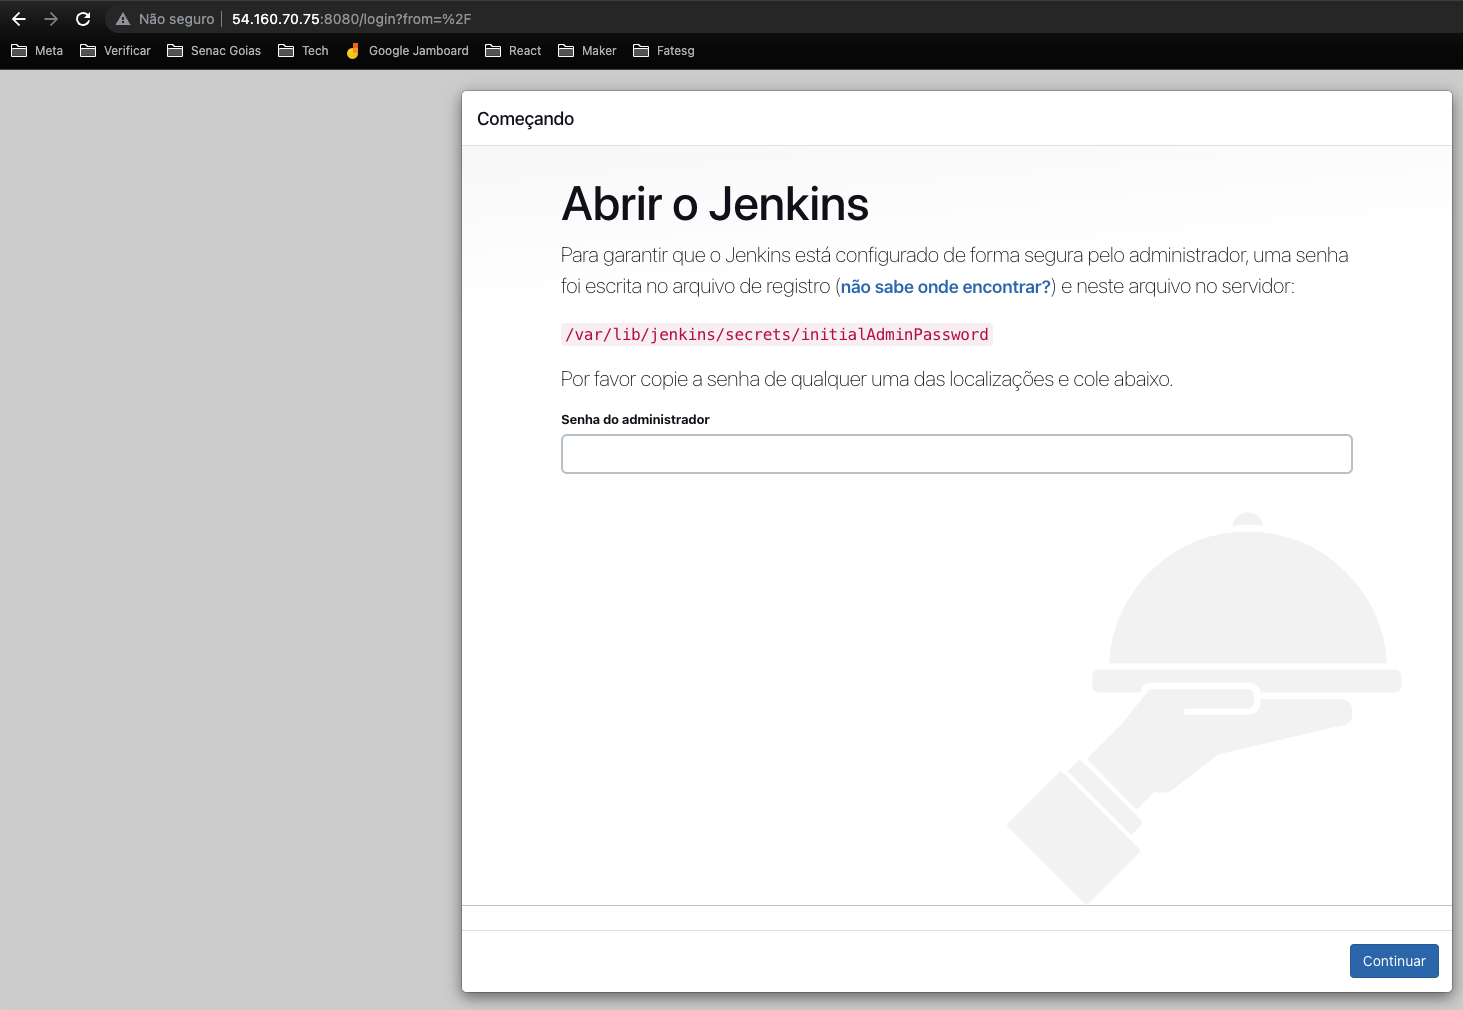 Não seguro 54.160.70.75:8080/login?from=%2F
Meta Verificar Senac Goias Tech Google Jamboard React Maker Fatesg
Começando
Abrir o Jenkins
Para garantir que o Jenkins está configurado de forma segura pelo administrador, uma senha
foi escrita no arquivo de registro (não sabe onde encontrar?) e neste arquivo no servidor:
/var/lib/jenkins/secrets/initialAdminPassword
Por favor copie a senha de qualquer uma das localizações e cole abaixo.
Senha do administrador
Continuar